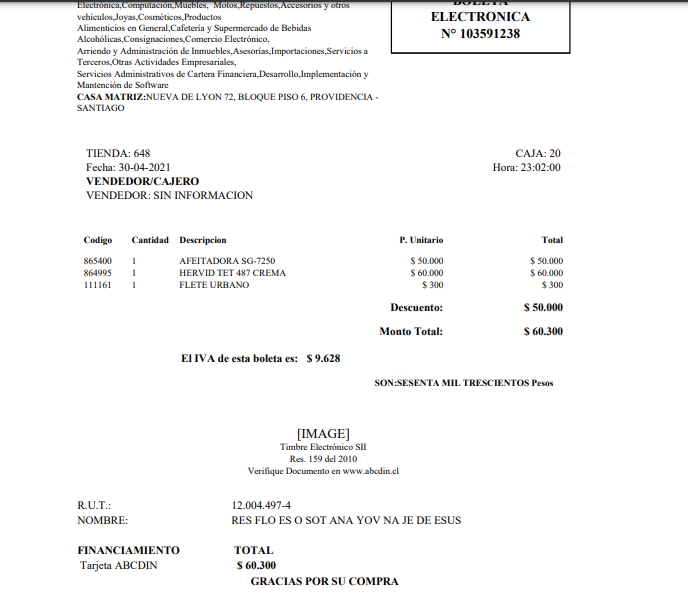 Electrónica,Computación,Muebles, Motos,Repuestos,Accesorios y otros
vehículos,Joyas,Cosméticos,Productos
Alimenticios en General,Cafetería y Supermercado de Bebidas
Alcohólicas,Consignaciones,Comercio Electrónico,
Arriendo y Administración de Inmuebles,Asesorías,Importaciones,Servicios a
Terceros,Otras Actividades Empresariales,
Servicios Administrativos de Cartera Financiera,Desarrollo,Implementación y
Mantención de Software
CASA MATRIZ:NUEVA DE LYON 72, BLOQUE PISO 6, PROVIDENCIA -
SANTIAGO
BOLETA
ELECTRONICA
N° 103591238
TIENDA: 648 CAJA: 20
Fecha: 30-04-2021 Hora: 23:02:00
VENDEDOR/CAJERO
VENDEDOR: SIN INFORMACION
Codigo Cantidad Descripcion P. Unitario Total
865400 1 AFEITADORA SG-7250 $ 50.000 $ 50.000
864995 1 HERVID TET 487 CREMA $ 60.000 $ 60.000
111161 1 FLETE URBANO $ 300 $ 300
Descuento: $ 50.000
Monto Total: $ 60.300
El IVA de esta boleta es: $ 9.628
SON:SESENTA MIL TRESCIENTOS Pesos
[IMAGE]
Timbre Electrónico SII
Res. 159 del 2010
Verifique Documento en www.abcdin.cl
R.U.T.: 12.004.497-4
NOMBRE: RES FLO ES O SOT ANA YOV NA JE DE ESUS
FINANCIAMIENTO TOTAL
Tarjeta ABCDIN $ 60.300
GRACIAS POR SU COMPRA